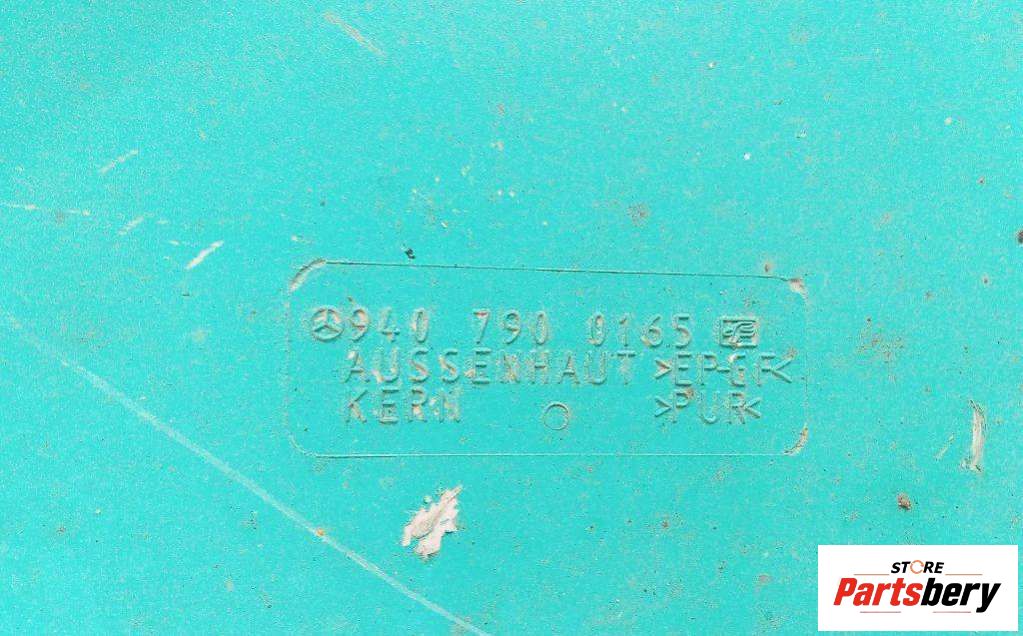 940 790 0165
AUSSENHAUT >EP-GF<
KERN >PUR<
STORE
Partsbery